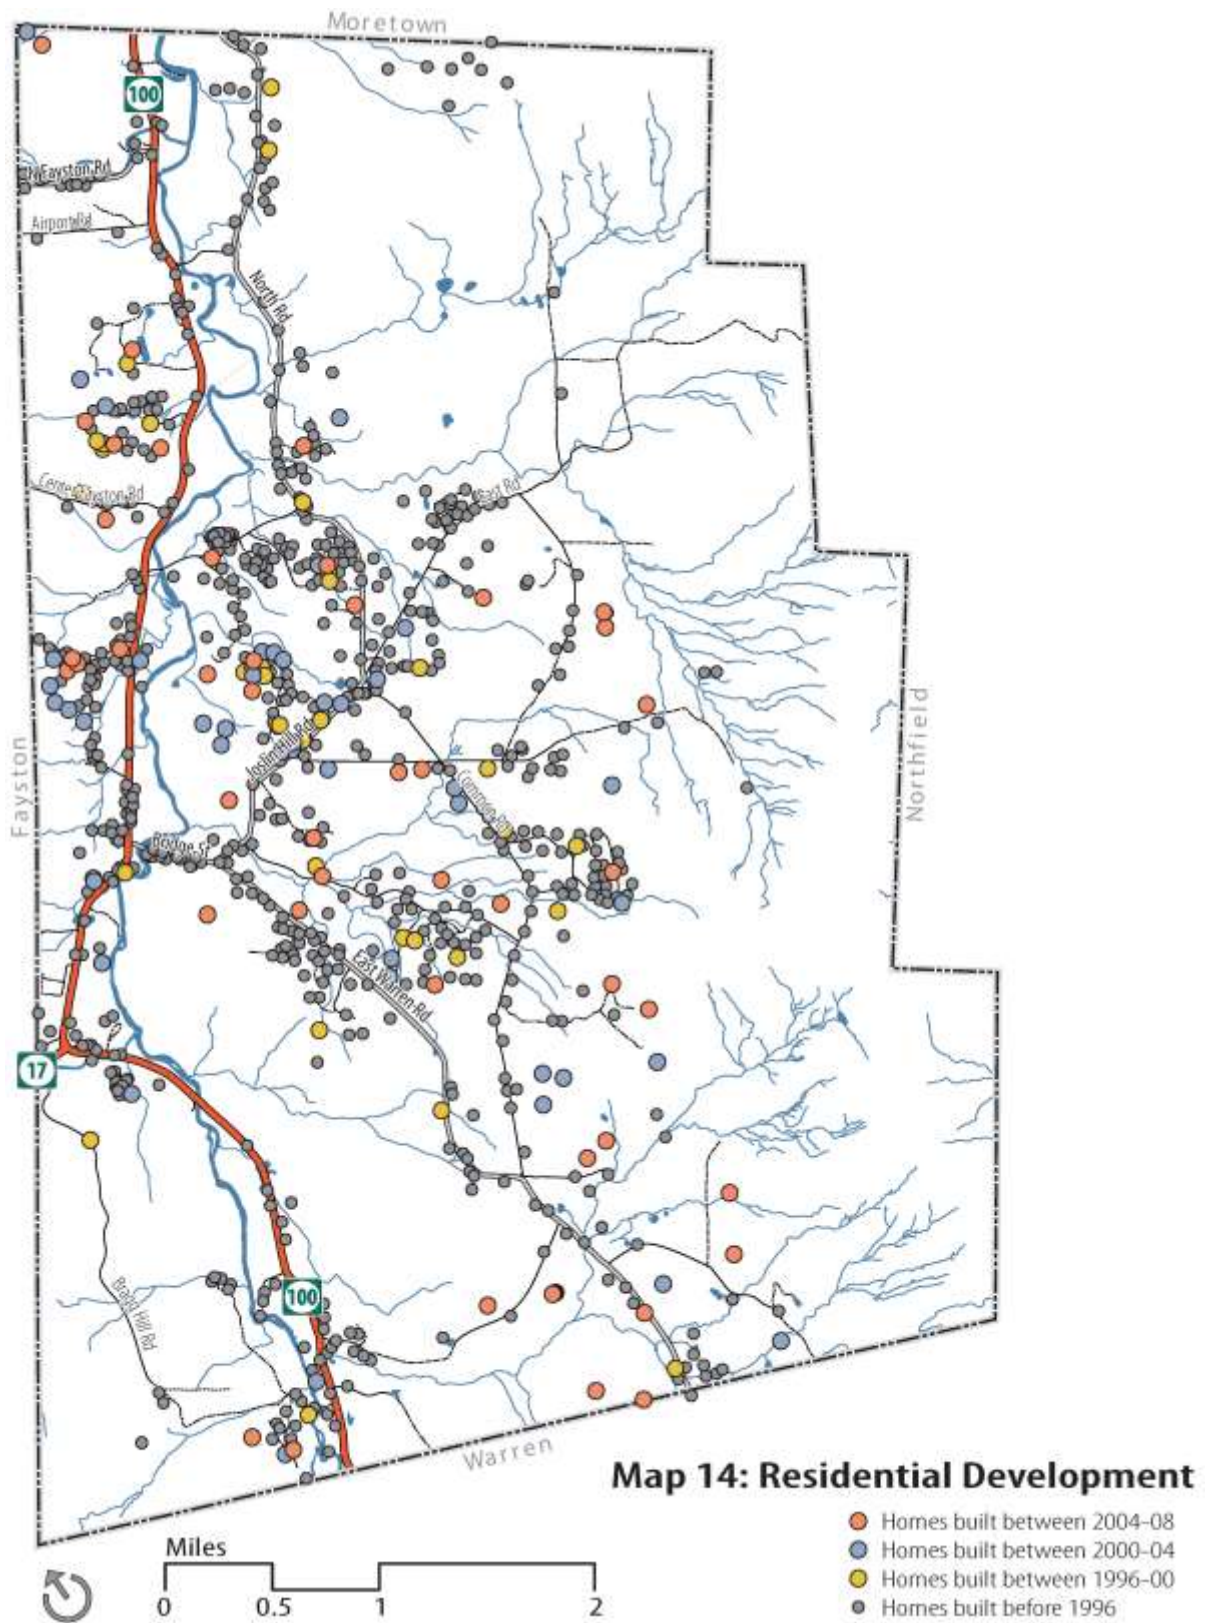 Moretown
100
N Fayston Rd
Airport Rd
North Rd
Center Fayston Rd
East Rd
Joslin Hill Rd
Common Rd
Fayston
Northfield
Bridge St
East Warren Rd
17
100
Bragg Hill Rd
Warren
Map 14: Residential Development
Homes built between 2004-08
Homes built between 2000-04
Homes built between 1996-00
Homes built before 1996
Miles
0 0.5 1 2